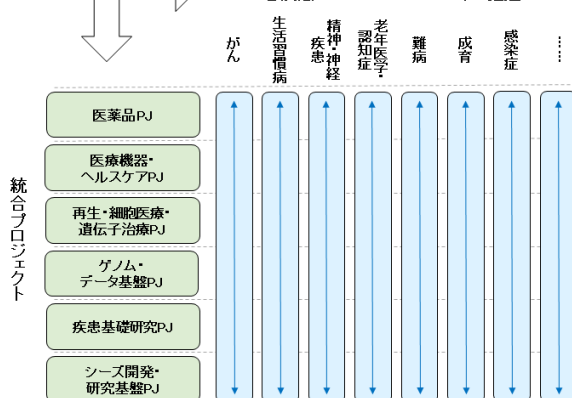 がん
生活習慣病
精神・神経
疾患
老年医学・
認知症
難病
成育
感染症
……
統合プロジェクト
医薬品PJ
医療機器・
ヘルスケアPJ
再生・細胞医療・
遺伝子治療PJ
ゲノム・
データ基盤PJ
疾患基礎研究PJ
シーズ開発・
研究基盤PJ